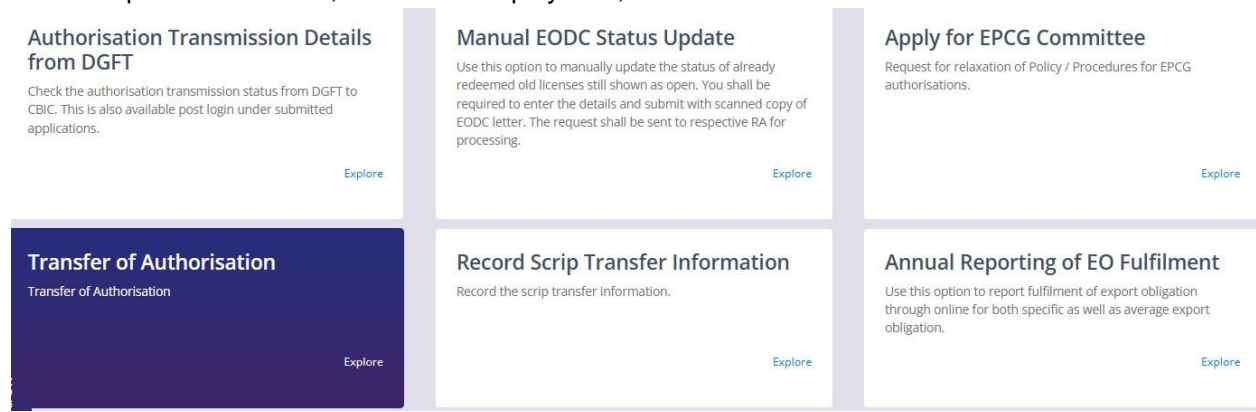 Authorisation Transmission Details
from DGFT
Check the authorisation transmission status from DGFT to
CBIC. This is also available post login under submitted
applications.
Explore
Manual EODC Status Update
Use this option to manually update the status of already
redeemed old licenses still shown as open. You shall be
required to enter the details and submit with scanned copy of
EODC letter. The request shall be sent to respective RA for
processing.
Explore
Apply for EPCG Committee
Request for relaxation of Policy / Procedures for EPCG
authorisations.
Explore
Transfer of Authorisation
Transfer of Authorisation
Explore
Record Scrip Transfer Information
Record the scrip transfer information.
Explore
Annual Reporting of EO Fulfilment
Use this option to report fulfilment of export obligation
through online for both specific as well as average export
obligation.
Explore